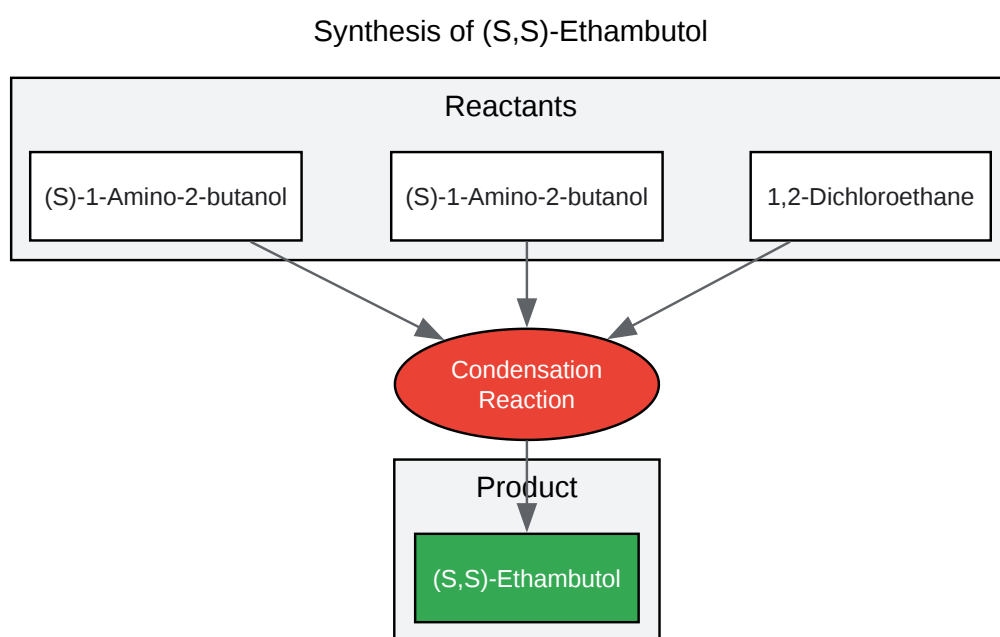 Synthesis of (S,S)-Ethambutol
Reactants
(S)-1-Amino-2-butanol
(S)-1-Amino-2-butanol
1,2-Dichloroethane
Condensation
Reaction
Product
(S,S)-Ethambutol